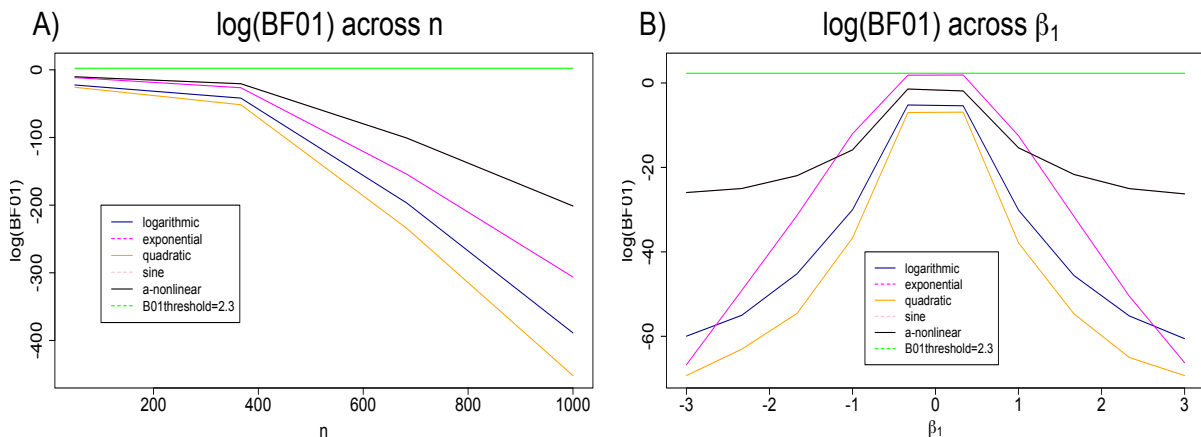 A)
log(BF01) across n
log(BF01)
0
-100
-200
-300
-400
logarithmic
exponential
quadratic
sine
a-nonlinear
B01threshold=2.3
200
400
600
800
1000
n
B)
log(BF01) across β₁
log(BF01)
0
-20
-40
-60
logarithmic
exponential
quadratic
sine
a-nonlinear
B01threshold=2.3
-3
-2
-1
0
1
2
3
β₁